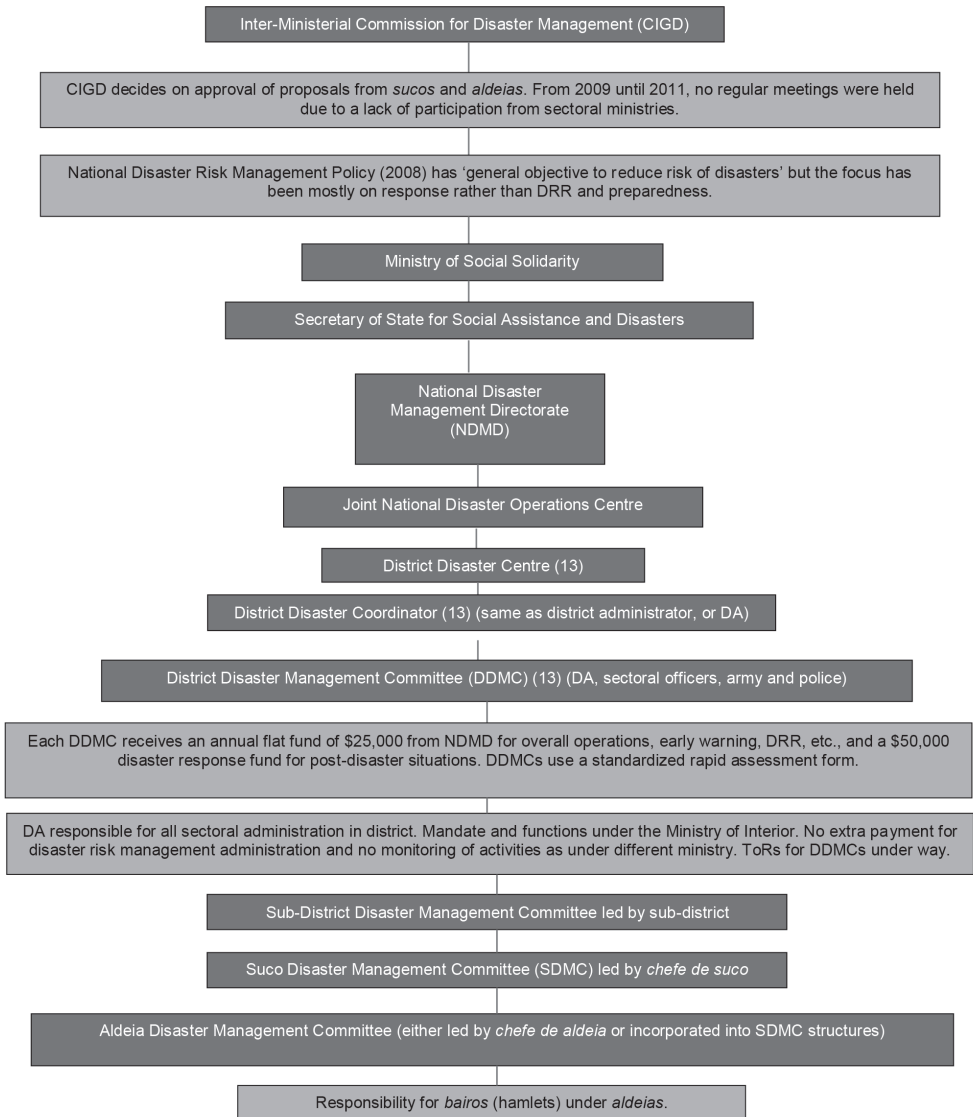 Inter-Ministerial Commission for Disaster Management (CIGD)
CIGD decides on approval of proposals from sucos and aldeias. From 2009 until 2011, no regular meetings were held
due to a lack of participation from sectoral ministries.
National Disaster Risk Management Policy (2008) has ‘general objective to reduce risk of disasters’ but the focus has
been mostly on response rather than DRR and preparedness.
Ministry of Social Solidarity
Secretary of State for Social Assistance and Disasters
National Disaster
Management Directorate
(NDMD)
Joint National Disaster Operations Centre
District Disaster Centre (13)
District Disaster Coordinator (13) (same as district administrator, or DA)
District Disaster Management Committee (DDMC) (13) (DA, sectoral officers, army and police)
Each DDMC receives an annual flat fund of $25,000 from NDMD for overall operations, early warning, DRR, etc., and a $50,000
disaster response fund for post-disaster situations. DDMCs use a standardized rapid assessment form.
DA responsible for all sectoral administration in district. Mandate and functions under the Ministry of Interior. No extra payment for
disaster risk management administration and no monitoring of activities as under different ministry. ToRs for DDMCs under way.
Sub-District Disaster Management Committee led by sub-district
Suco Disaster Management Committee (SDMC) led by chefe de suco
Aldeia Disaster Management Committee (either led by chefe de aldeia or incorporated into SDMC structures)
Responsibility for bairos (hamlets) under aldeias.